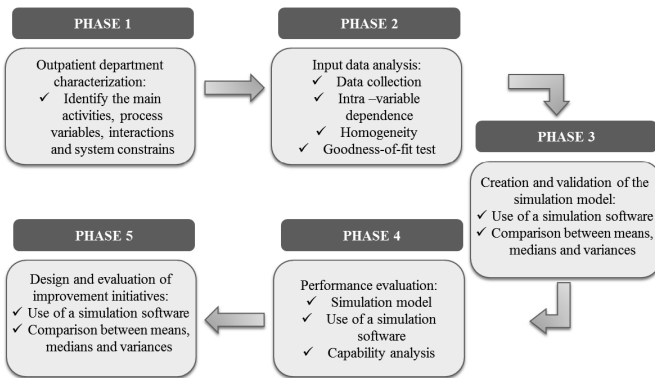 PHASE 1
Outpatient department
characterization:
✓ Identify the main
activities, process
variables, interactions
and system constrains
PHASE 2
Input data analysis:
✓ Data collection
✓ Intra –variable
dependence
✓ Homogeneity
✓ Goodness-of-fit test
PHASE 3
Creation and validation of the
simulation model:
✓ Use of a simulation software
✓ Comparison between means,
medians and variances
PHASE 4
Performance evaluation:
✓ Simulation model
✓ Use of a simulation
software
✓ Capability analysis
PHASE 5
Design and evaluation of
improvement initiatives:
✓ Use of a simulation software
✓ Comparison between means,
medians and variances